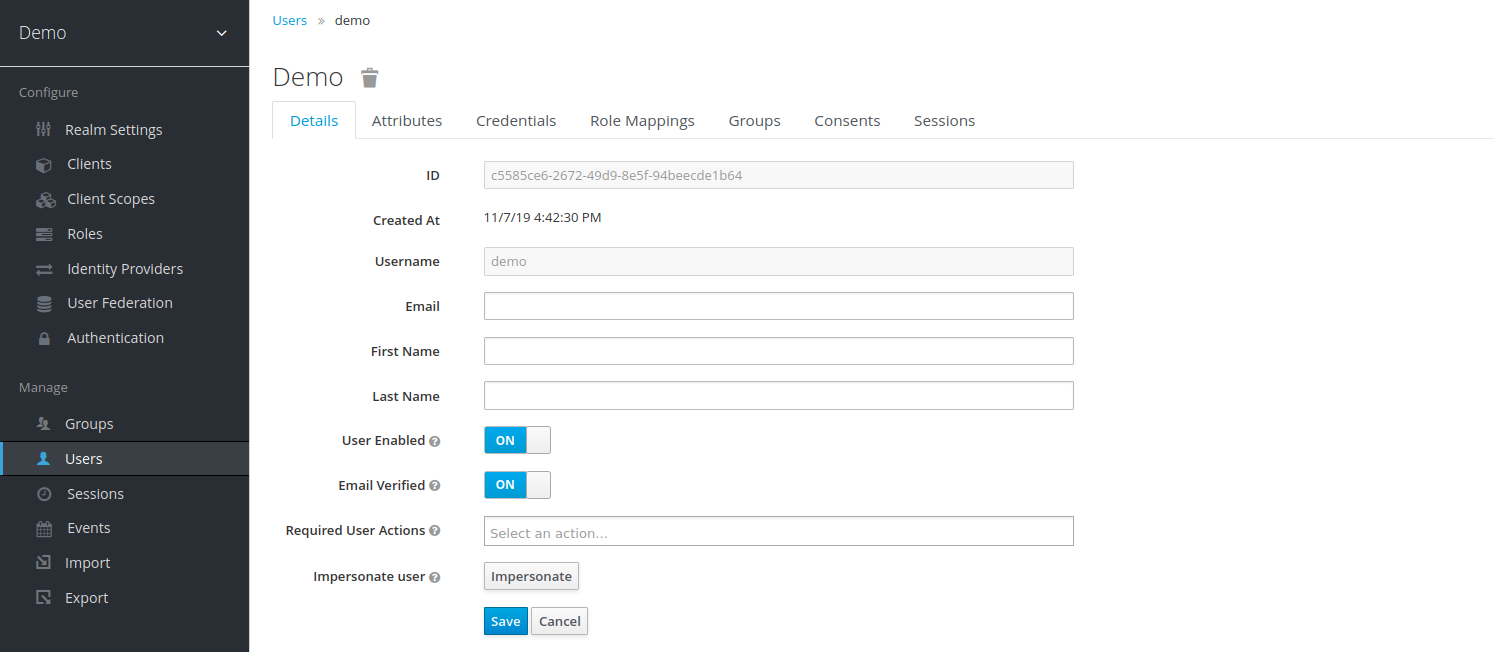 Demo
Configure
Realm Settings
Clients
Client Scopes
Roles
Identity Providers
User Federation
Authentication
Manage
Groups
Users
Sessions
Events
Import
Export
Users » demo
Demo
Details Attributes Credentials Role Mappings Groups Consents Sessions
ID c5585ce6-2672-49d9-8e5f-94beecde1b64
Created At 11/7/19 4:42:30 PM
Username demo
Email
First Name
Last Name
User Enabled ? ON
Email Verified ? ON
Required User Actions ? Select an action...
Impersonate user ? Impersonate
Save Cancel